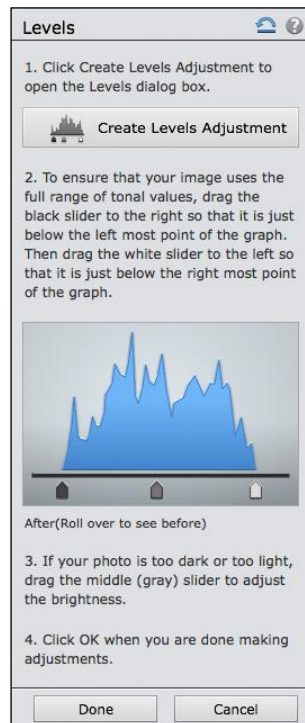 Levels
1. Click Create Levels Adjustment to
open the Levels dialog box.
Create Levels Adjustment
2. To ensure that your image uses the
full range of tonal values, drag the
black slider to the right so that it is just
below the left most point of the graph.
Then drag the white slider to the left so
that it is just below the right most point
of the graph.
After(Roll over to see before)
3. If your photo is too dark or too light,
drag the middle (gray) slider to adjust
the brightness.
4. Click OK when you are done making
adjustments.
Done Cancel